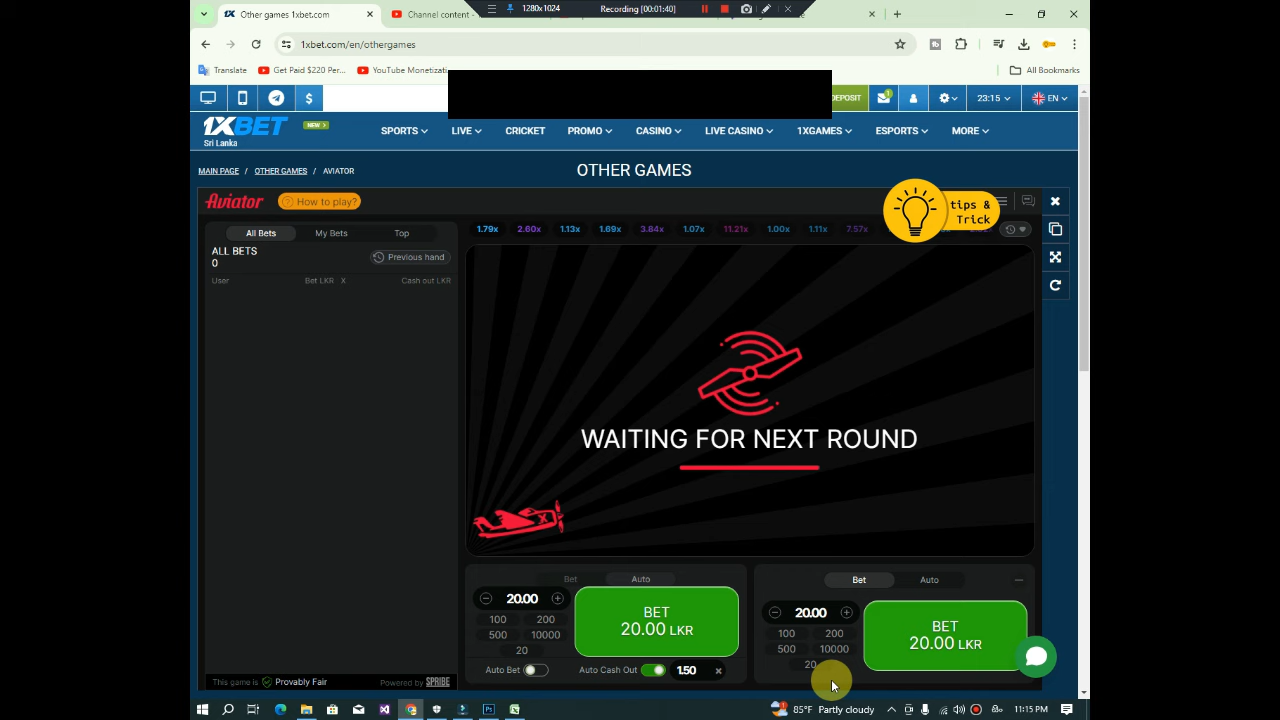 1280x1024
Recording [00:01:40]
Other games 1xbet.com
Channel content -
1xbet.com/en/othergames
Translate
Get Paid $220 Per...
YouTube Monetizati...
All Bookmarks
$
DEPOSIT
1
23:15
EN
1XBET
NEW
Sri Lanka
SPORTS
LIVE
CRICKET
PROMO
CASINO
LIVE CASINO
1XGAMES
ESPORTS
MORE
MAIN PAGE / OTHER GAMES / AVIATOR
OTHER GAMES
Aviator
? How to play?
tips &
Trick
All Bets
My Bets
Top
1.79x 2.60x 1.13x 1.69x 3.64x 1.07x 11.21x 1.00x 1.11x 7.57x
ALL BETS
0
Previous hand
User Bet LKR X Cash out LKR
WAITING FOR NEXT ROUND
X
Bet Auto
20.00
100 200
500 10000
20
BET
20.00 LKR
Auto Bet
Auto Cash Out
1.50
Bet Auto
20.00
100 200
500 10000
20
BET
20.00 LKR
This game is Provably Fair
Powered by SPRIBE
85°F Partly cloudy
11:15 PM